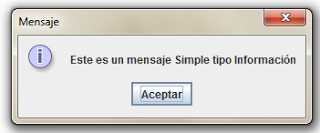 Mensaje
Este es un mensaje Simple tipo Información
Aceptar